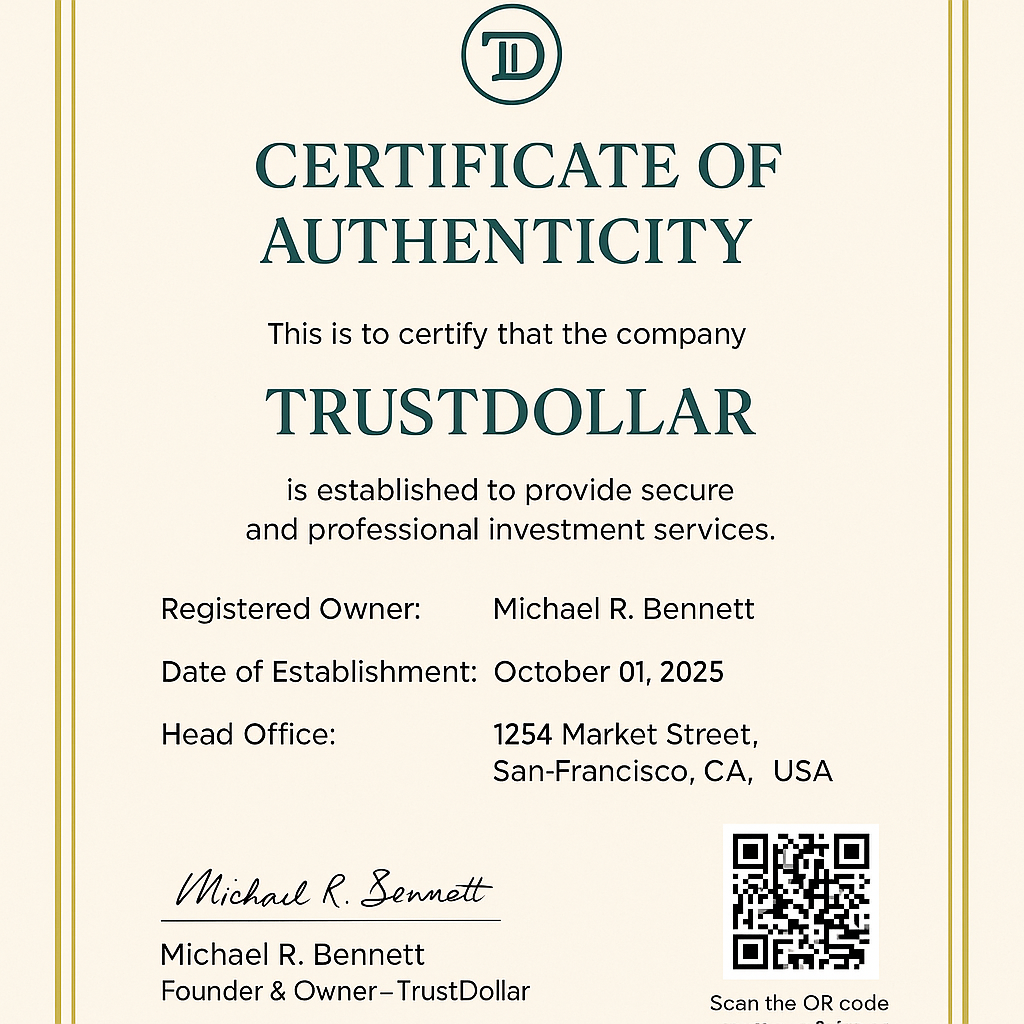 TD
CERTIFICATE OF
AUTHENTICITY
This is to certify that the company
TRUSTDOLLAR
is established to provide secure
and professional investment services.
Registered Owner: Michael R. Bennett
Date of Establishment: October 01, 2025
Head Office: 1254 Market Street,
San-Francisco, CA, USA
Michael R. Bennett
Michael R. Bennett
Founder & Owner–TrustDollar
Scan the OR code